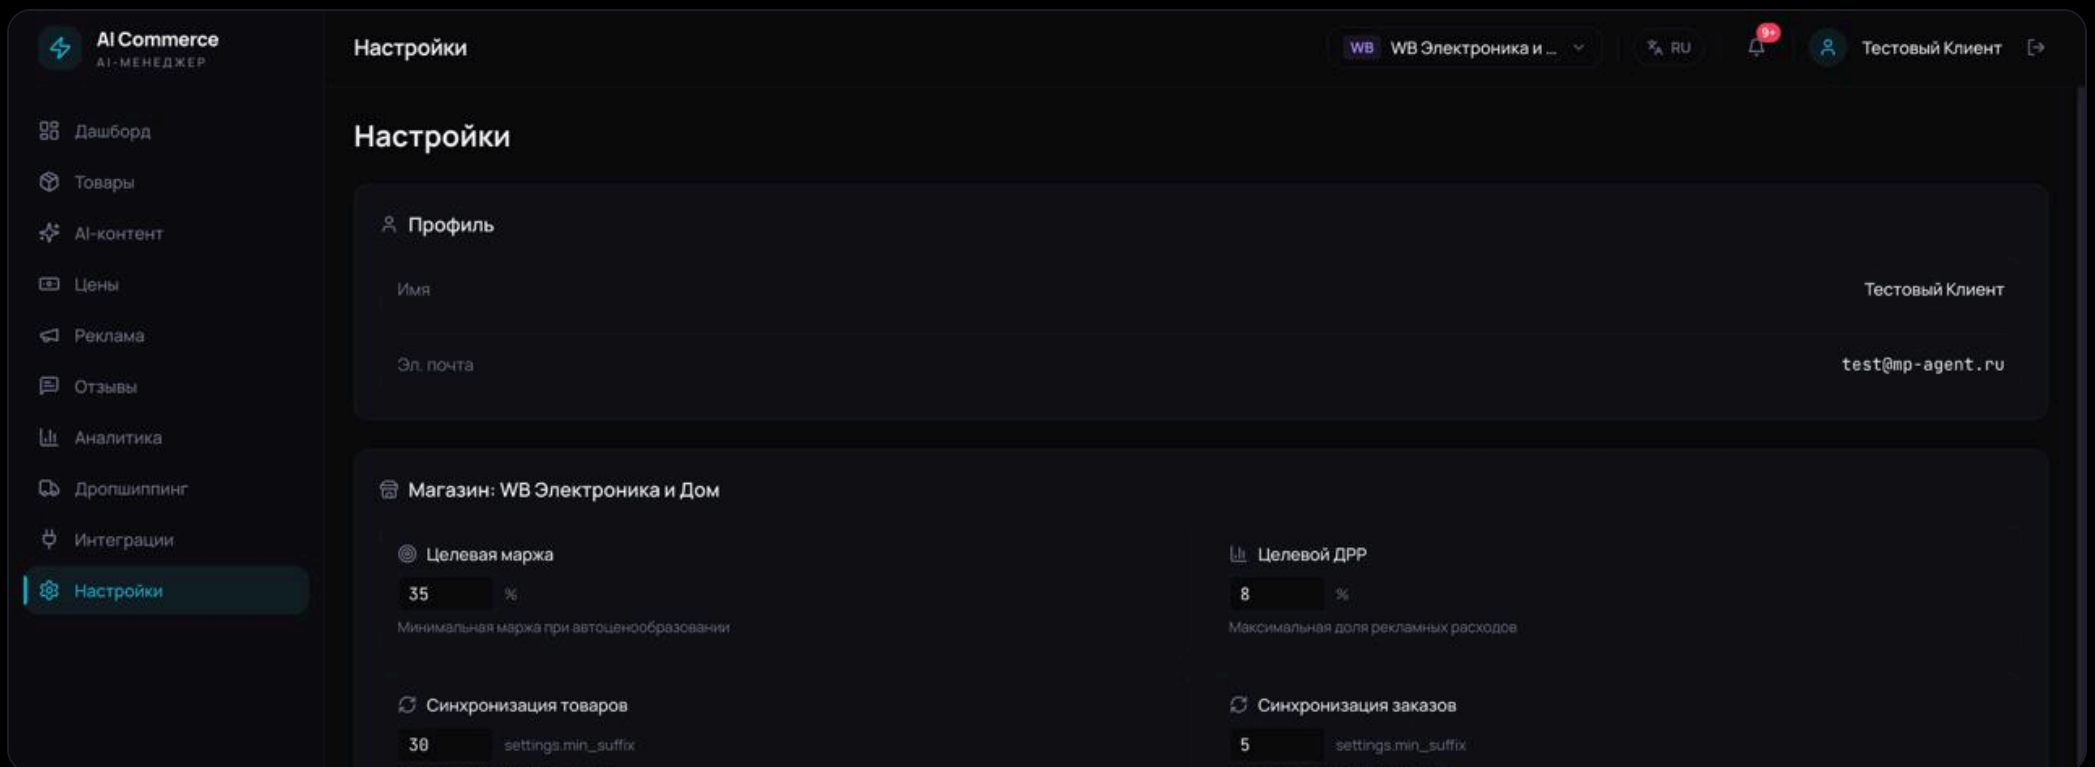 AI Commerce
AI-МЕНЕДЖЕР
Настройки
WB WB Электроника и ...
RU
9+
Тестовый Клиент
Дашборд
Товары
AI-контент
Цены
Реклама
Отзывы
Аналитика
Дропшиппинг
Интеграции
Настройки
Настройки
Профиль
Имя
Тестовый Клиент
Эл. почта
test@mp-agent.ru
Магазин: WB Электроника и Дом
Целевая маржа
35 %
Минимальная маржа при автоценообразовании
Целевой ДРР
8 %
Максимальная доля рекламных расходов
Синхронизация товаров
30 settings.min_suffix
Синхронизация заказов
5 settings.min_suffix